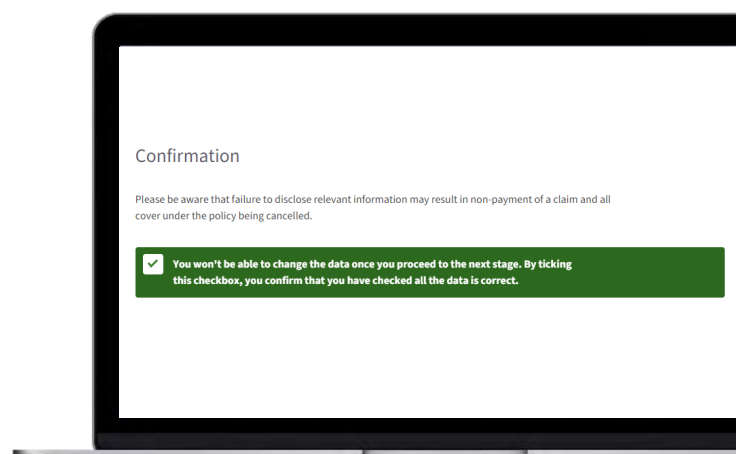 Confirmation
Please be aware that failure to disclose relevant information may result in non-payment of a claim and all
cover under the policy being cancelled.
You won't be able to change the data once you proceed to the next stage. By ticking
this checkbox, you confirm that you have checked all the data is correct.